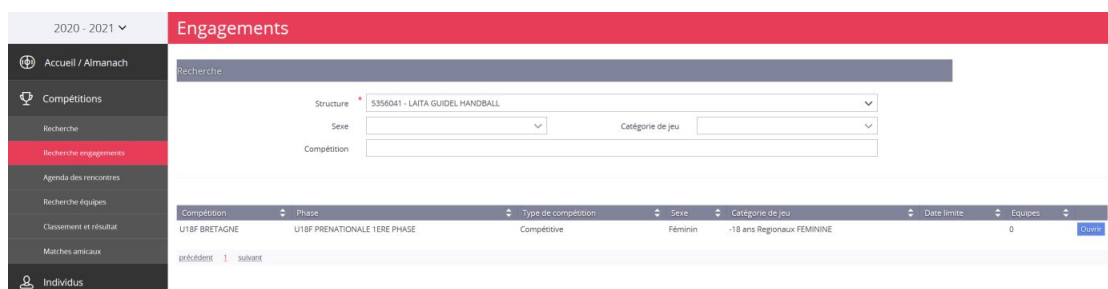 2020 - 2021
Engagements
Accueil / Almanach
Compétitions
Recherche
Recherche engagements
Agenda des rencontres
Recherche équipes
Classement et résultat
Matches amicaux
Individus
Recherche
Structure * 5356041 - LAITA GUIDEL HANDBALL
Sexe Catégorie de jeu
Compétition
Compétition Phase Type de compétition Sexe Catégorie de jeu Date limite Equipes
U18F BRETAGNE U18F PRENATIONALE 1ERE PHASE Compétitive Féminin -18 ans Regionaux FEMININE 0 Ouvrir
précédent 1 suivant